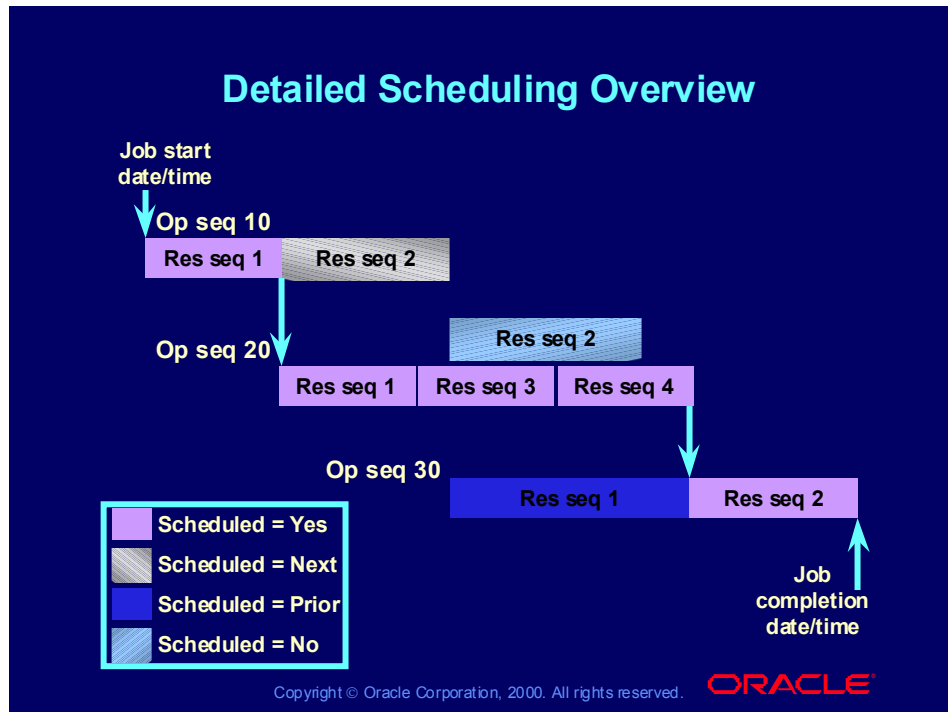 Detailed Scheduling Overview
Job start
date/time
Op seq 10
Res seq 1
Res seq 2
Res seq 2
Op seq 20
Res seq 1
Res seq 3
Res seq 4
Op seq 30
Res seq 1
Res seq 2
Scheduled = Yes
Scheduled = Next
Scheduled = Prior
Scheduled = No
Job
completion
date/time
Copyright © Oracle Corporation, 2000. All rights reserved.
ORACLE®